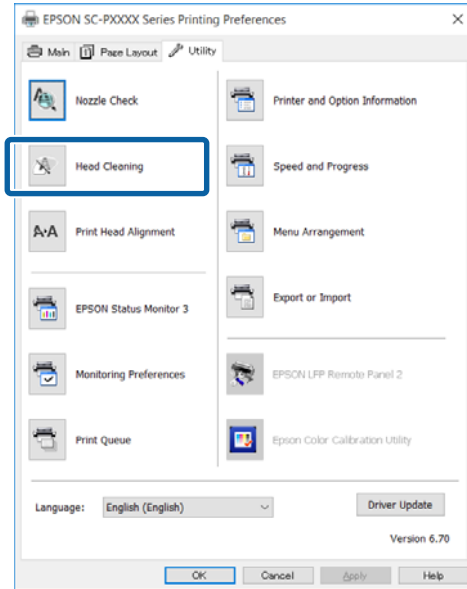 EPSON SC-PXXXX Series Printing Preferences
Main Page Layout Utility
Nozzle Check
Head Cleaning
A·A Print Head Alignment
EPSON Status Monitor 3
Monitoring Preferences
Print Queue
Printer and Option Information
Speed and Progress
Menu Arrangement
Export or Import
EPSON LFP Remote Panel 2
Epson Color Calibration Utility
Language: English (English)
Driver Update
Version 6.70
OK Cancel Apply Help